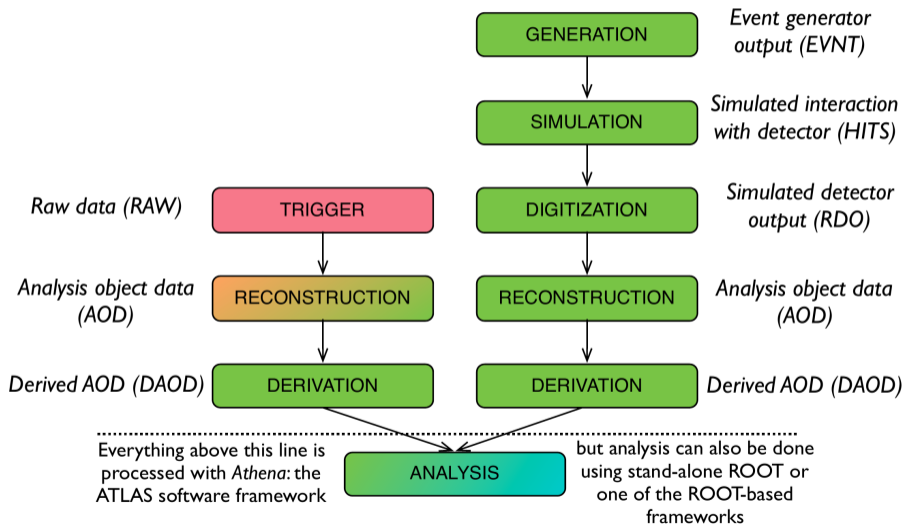 GENERATION
Event generator
output (EVNT)
SIMULATION
Simulated interaction
with detector (HITS)
Raw data (RAW)
TRIGGER
DIGITIZATION
Simulated detector
output (RDO)
Analysis object data
(AOD)
RECONSTRUCTION
RECONSTRUCTION
Analysis object data
(AOD)
Derived AOD (DAOD)
DERIVATION
DERIVATION
Derived AOD (DAOD)
Everything above this line is
processed with Athena: the
ATLAS software framework
ANALYSIS
but analysis can also be done
using stand-alone ROOT or
one of the ROOT-based
frameworks